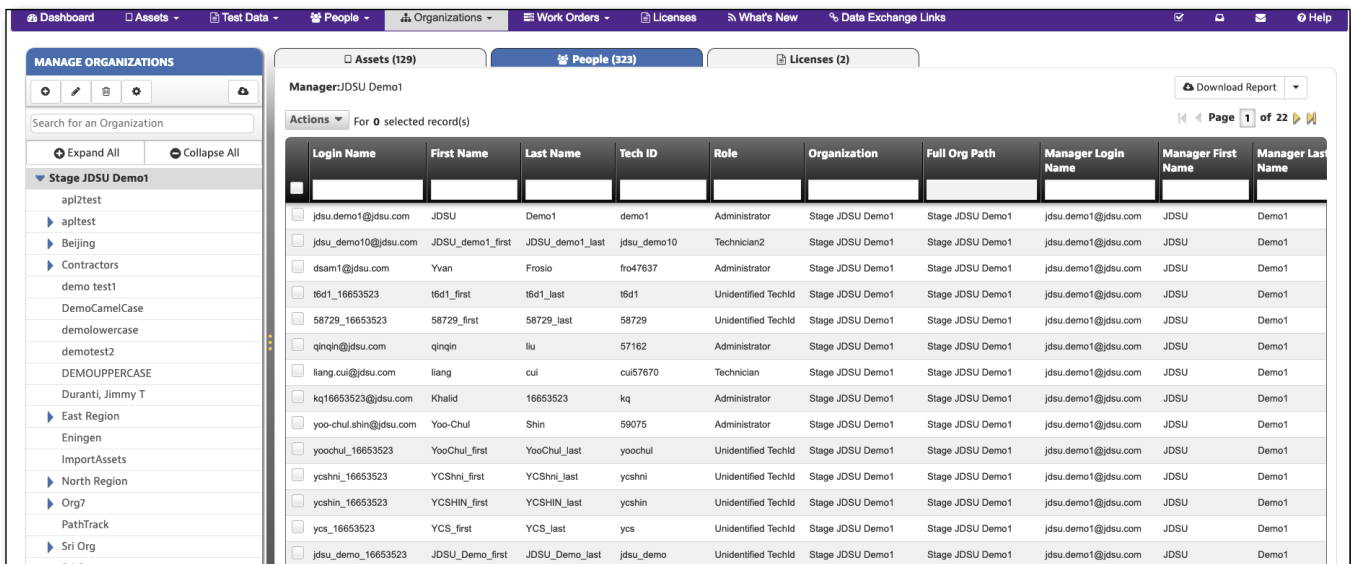 Dashboard Assets Test Data People Organizations Work Orders Licenses What's New Data Exchange Links Help
MANAGE ORGANIZATIONS
Search for an Organization
Expand All Collapse All
Stage JDSU Demo1
apl2test
apltest
Beijing
Contractors
demo test1
DemoCamelCase
demolowercase
demotest2
DEMOUPPERCASE
Duranti, Jimmy T
East Region
Eningen
ImportAssets
North Region
Org7
PathTrack
Sri Org
Assets (129) People (323) Licenses (2)
Manager:JDSU Demo1 Download Report
Actions For 0 selected record(s) Page 1 of 22
Login Name First Name Last Name Tech ID Role Organization Full Org Path Manager Login Name Manager First Name Manager Last Name
jdsu.demo1@jdsu.com JDSU Demo1 demo1 Administrator Stage JDSU Demo1 Stage JDSU Demo1 jdsu.demo1@jdsu.com JDSU Demo1
jdsu_demo10@jdsu.com JDSU_demo1_first JDSU_demo1_last jdsu_demo10 Technician2 Stage JDSU Demo1 Stage JDSU Demo1 jdsu.demo1@jdsu.com JDSU Demo1
dsam1@jdsu.com Yvan Frosio fro47637 Administrator Stage JDSU Demo1 Stage JDSU Demo1 jdsu.demo1@jdsu.com JDSU Demo1
t6d1_16653523 t6d1_first t6d1_last t6d1 Unidentified TechId Stage JDSU Demo1 Stage JDSU Demo1 jdsu.demo1@jdsu.com JDSU Demo1
58729_16653523 58729_first 58729_last 58729 Unidentified TechId Stage JDSU Demo1 Stage JDSU Demo1 jdsu.demo1@jdsu.com JDSU Demo1
qinqin@jdsu.com qinqin liu 57162 Administrator Stage JDSU Demo1 Stage JDSU Demo1 jdsu.demo1@jdsu.com JDSU Demo1
liang.cui@jdsu.com liang cui cui57670 Technician Stage JDSU Demo1 Stage JDSU Demo1 jdsu.demo1@jdsu.com JDSU Demo1
kq16653523@jdsu.com Khalid 16653523 kq Administrator Stage JDSU Demo1 Stage JDSU Demo1 jdsu.demo1@jdsu.com JDSU Demo1
yoo-chul.shin@jdsu.com Yoo-Chul Shin 59075 Administrator Stage JDSU Demo1 Stage JDSU Demo1 jdsu.demo1@jdsu.com JDSU Demo1
yoochul_16653523 YooChul_first YooChul_last yoochul Unidentified TechId Stage JDSU Demo1 Stage JDSU Demo1 jdsu.demo1@jdsu.com JDSU Demo1
ycshni_16653523 YCShni_first YCShni_last ycshni Unidentified TechId Stage JDSU Demo1 Stage JDSU Demo1 jdsu.demo1@jdsu.com JDSU Demo1
ycshin_16653523 YCSHIN_first YCSHIN_last ycshin Unidentified TechId Stage JDSU Demo1 Stage JDSU Demo1 jdsu.demo1@jdsu.com JDSU Demo1
ycs_16653523 YCS_first YCS_last ycs Unidentified TechId Stage JDSU Demo1 Stage JDSU Demo1 jdsu.demo1@jdsu.com JDSU Demo1
jdsu_demo_16653523 JDSU_Demo_first JDSU_Demo_last jdsu_demo Unidentified TechId Stage JDSU Demo1 Stage JDSU Demo1 jdsu.demo1@jdsu.com JDSU Demo1